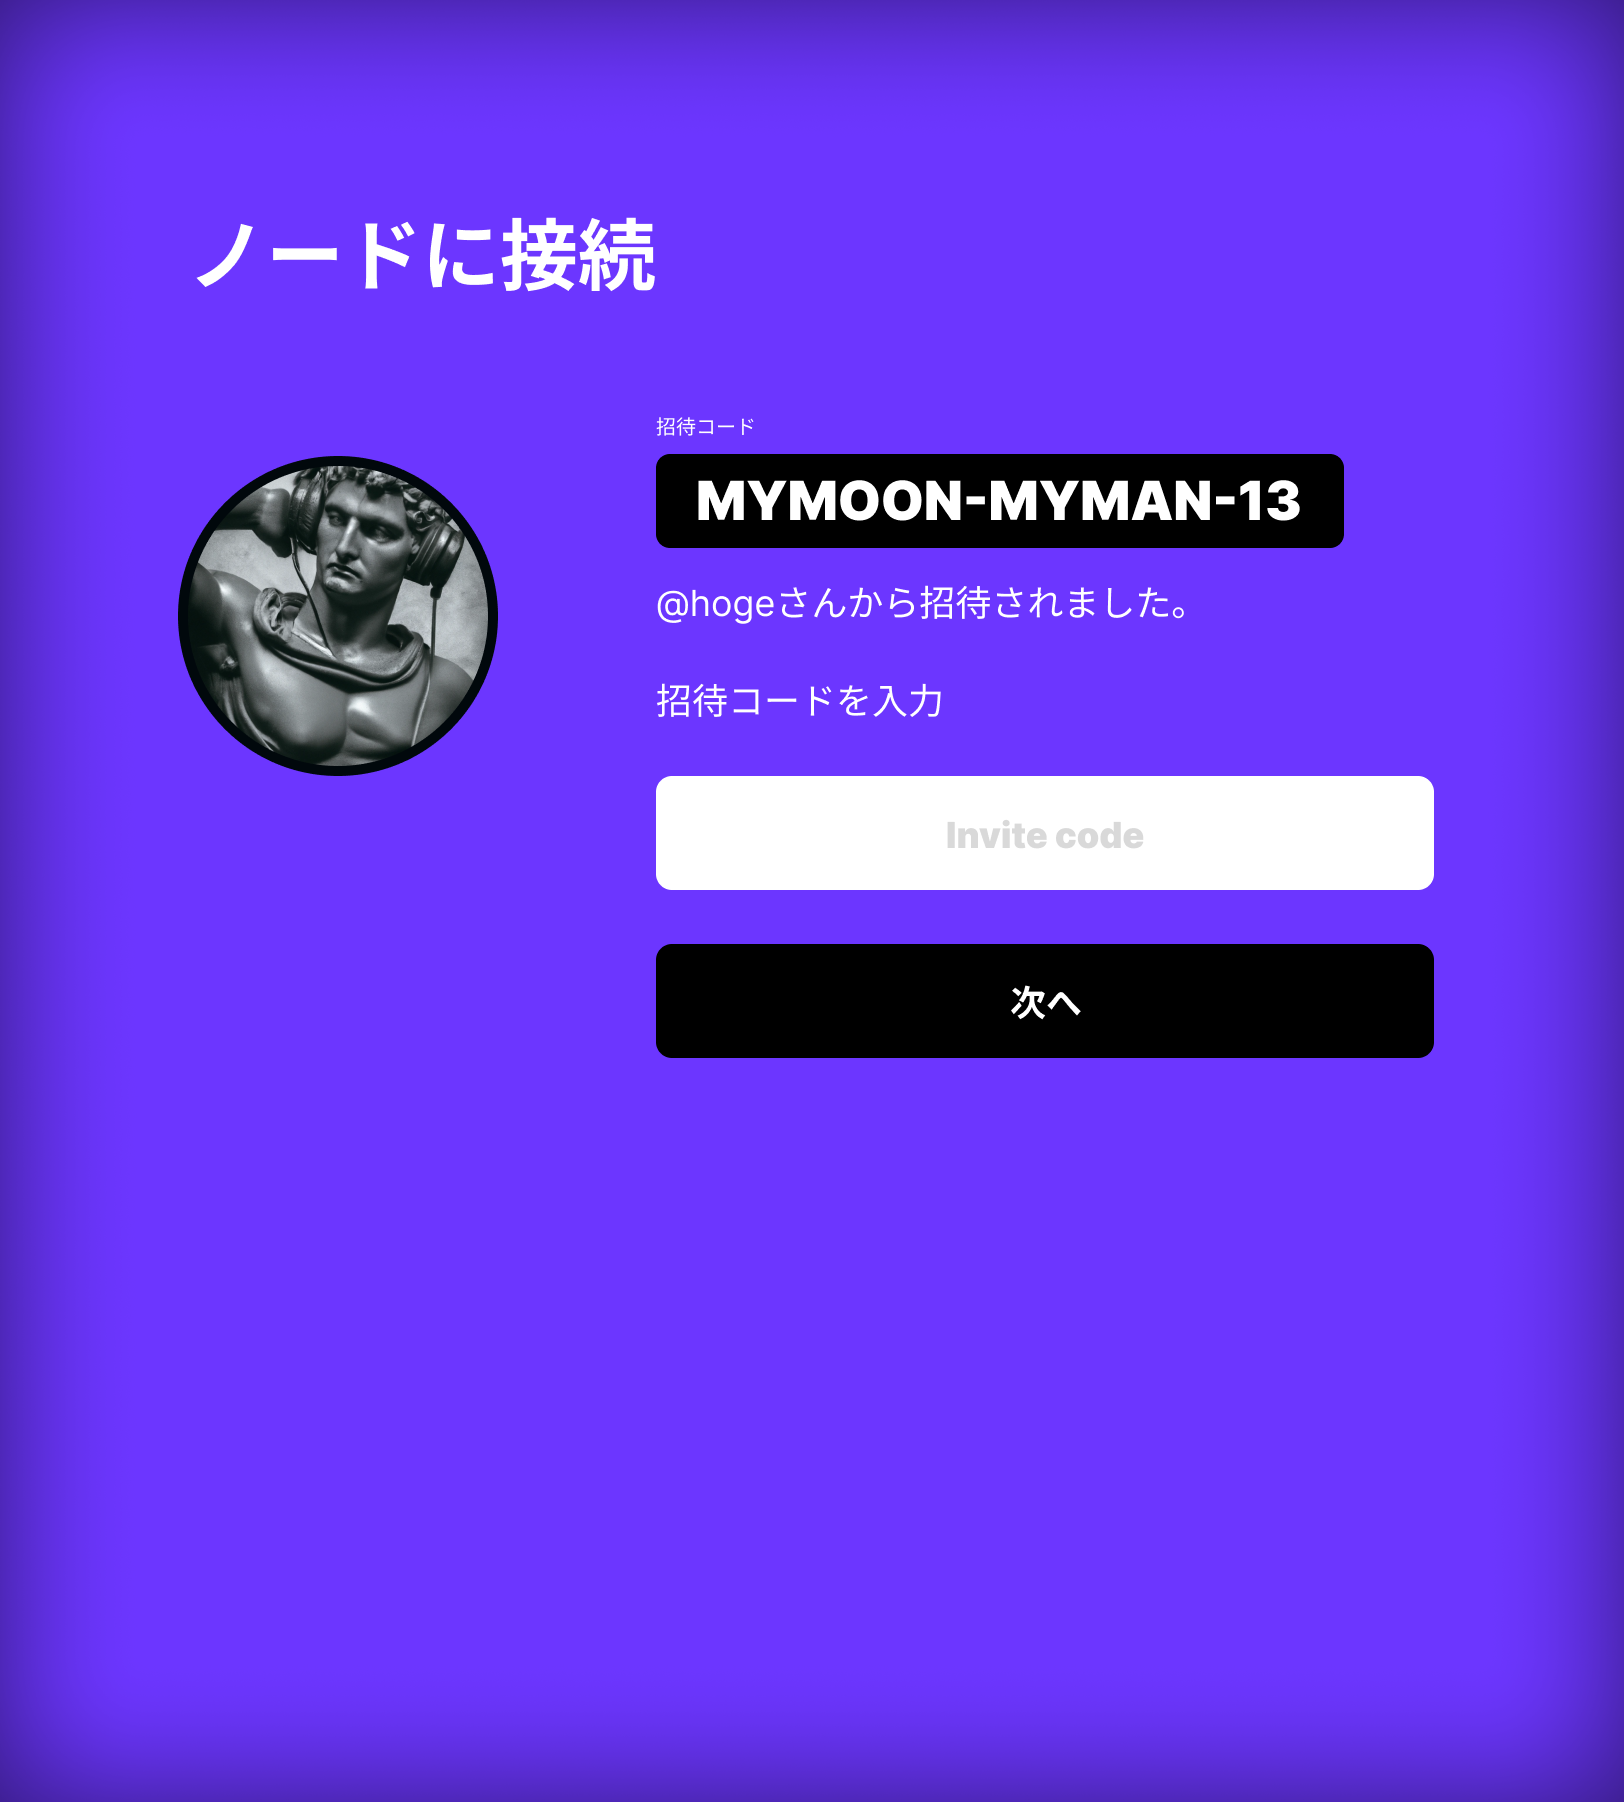 ノードに接続
招待コード
MYMOON-MYMAN-13
@hogeさんから招待されました。
招待コードを入力
Invite code
次へ